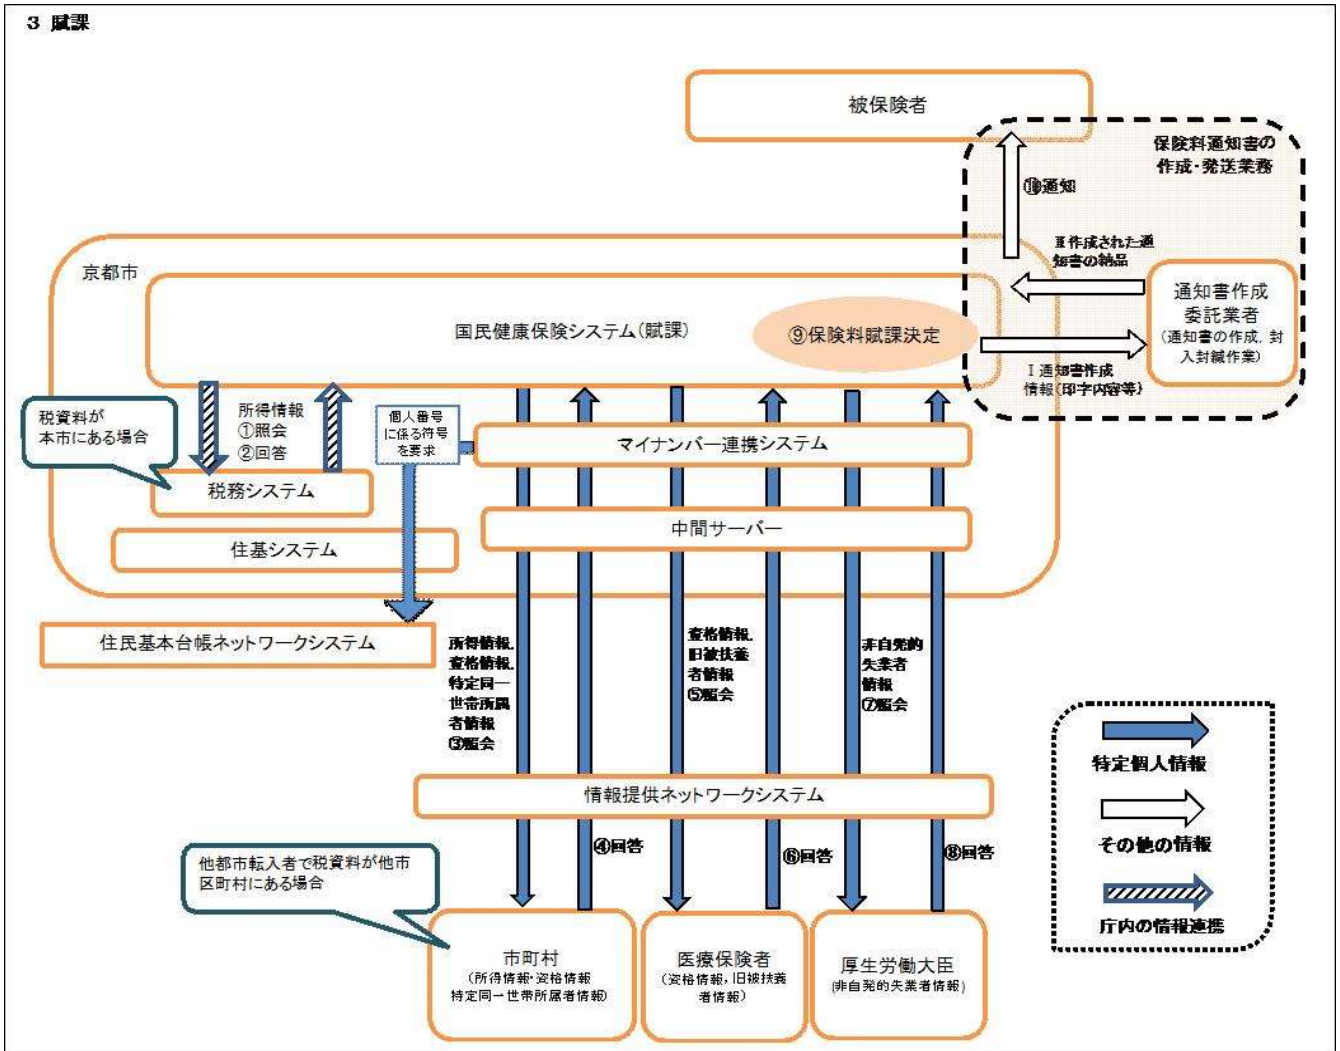 3 賦課
被保険者
保険料通知書の
作成・発送業務
⑩通知
Ⅱ作成された通
知書の納品
京都市
国民健康保険システム(賦課)
⑨保険料賦課決定
通知書作成
委託業者
(通知書の作成，封
入封緘作業)
Ⅰ通知書作成
情報(印字内容等)
税資料が
本市にある場合
所得情報
①照会
②回答
個人番号
に係る符号
を要求
マイナンバー連携システム
税務システム
中間サーバー
住基システム
住民基本台帳ネットワークシステム
所得情報，
資格情報，
特定同一
世帯所属
者情報
③照会
資格情報，
旧被扶養
者情報
⑤照会
非自発的
失業者
情報
⑦照会
特定個人情報
その他の情報
庁内の情報連携
情報提供ネットワークシステム
④回答
⑥回答
⑧回答
他都市転入者で税資料が他市
区町村にある場合
市町村
(所得情報・資格情報
特定同一世帯所属者情報)
医療保険者
(資格情報，旧被扶養
者情報)
厚生労働大臣
(非自発的失業者情報)